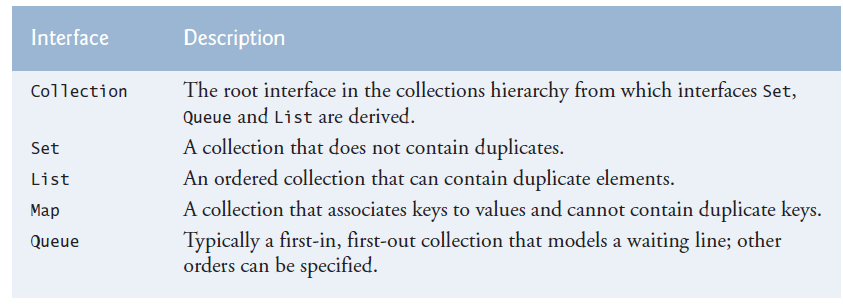 Interface Description
Collection The root interface in the collections hierarchy from which interfaces Set,
Queue and List are derived.
Set A collection that does not contain duplicates.
List An ordered collection that can contain duplicate elements.
Map A collection that associates keys to values and cannot contain duplicate keys.
Queue Typically a first-in, first-out collection that models a waiting line; other
orders can be specified.